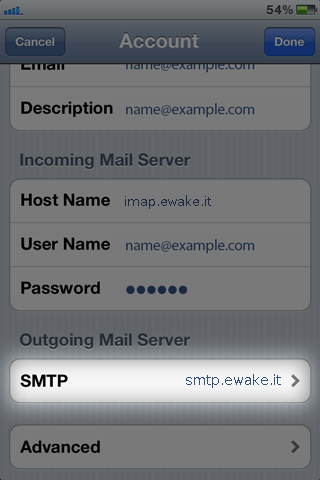 54%
Cancel Account Done
Email name@example.com
Description name@example.com
Incoming Mail Server
Host Name imap.ewake.it
User Name name@example.com
Password ●●●●●●
Outgoing Mail Server
SMTP smtp.ewake.it
Advanced